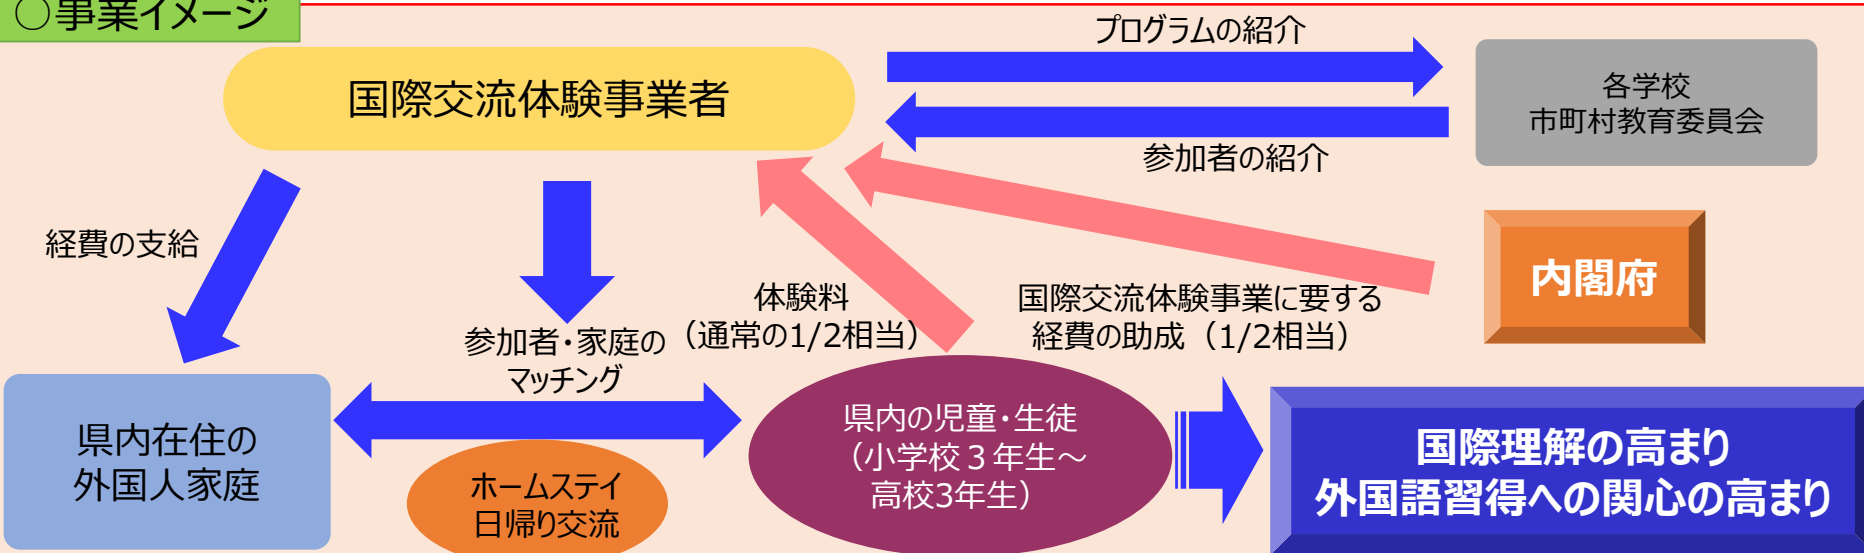 ○事業イメージ
プログラムの紹介
国際交流体験事業者
各学校
市町村教育委員会
参加者の紹介
経費の支給
内閣府
体験料
(通常の1/2相当)
国際交流体験事業に要する
経費の助成(1/2相当)
参加者・家庭の
マッチング
県内在住の
外国人家庭
ホームステイ
日帰り交流
県内の児童・生徒
(小学校3年生~
高校3年生)
国際理解の高まり
外国語習得への関心の高まり